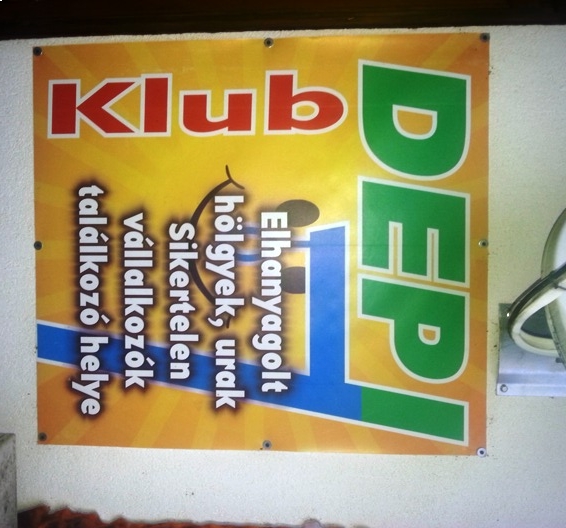 DEPI
Klub
Elhanyagolt
hölgyek, urak
Sikertelen
vállalkozók
találkozó helye